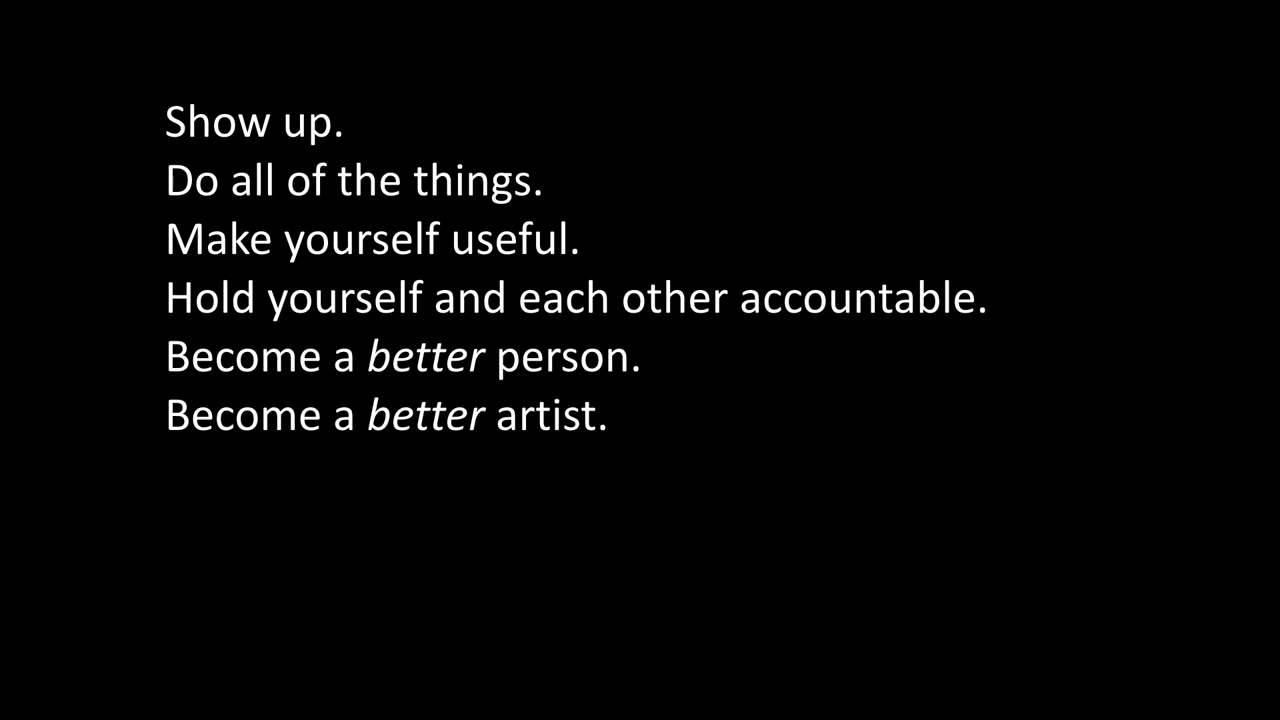 Show up.
Do all of the things.
Make yourself useful.
Hold yourself and each other accountable.
Become a better person.
Become a better artist.